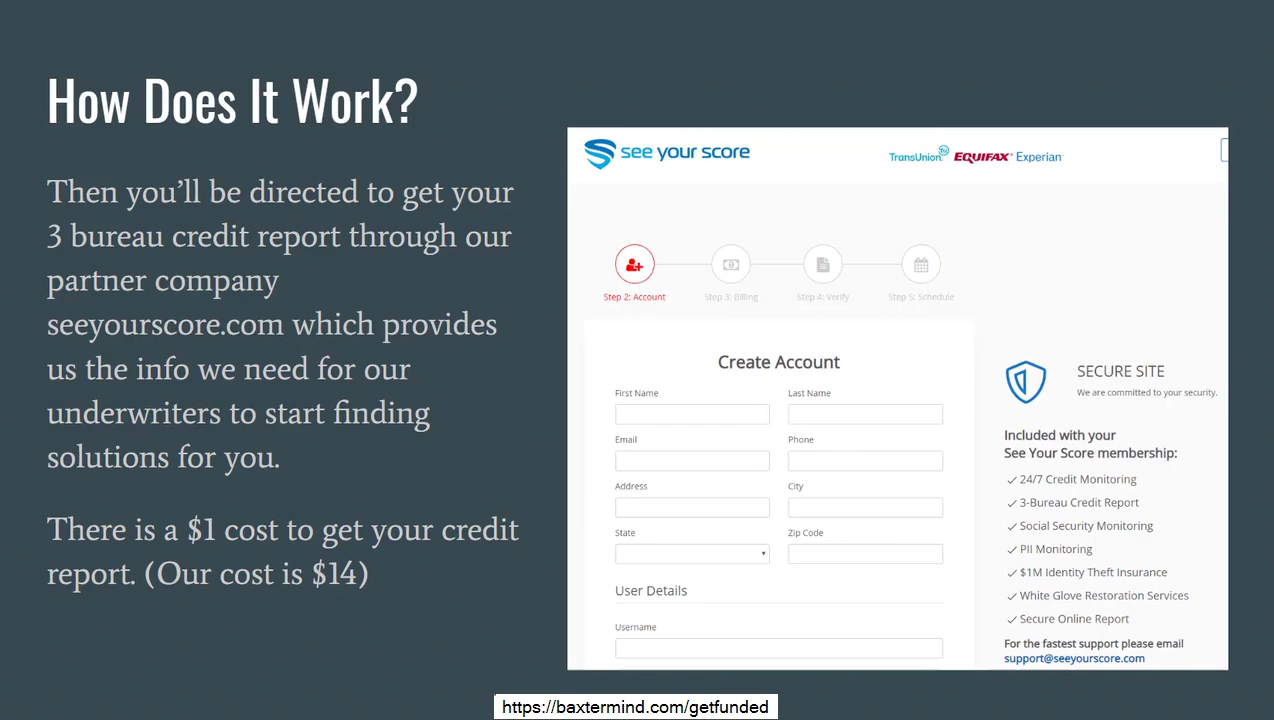 How Does It Work?
Then you’ll be directed to get your
3 bureau credit report through our
partner company
seeyourscore.com which provides
us the info we need for our
underwriters to start finding
solutions for you.
There is a $1 cost to get your credit
report. (Our cost is $14)
see your score
TransUnion tu EQUIFAX Experian
Step 2: Account
Step 3: Billing
Step 4: Verify
Step 5: Schedule
Create Account
First Name
Last Name
Email
Phone
Address
City
State
Zip Code
User Details
Username
SECURE SITE
We are committed to your security.
Included with your
See Your Score membership:
24/7 Credit Monitoring
3-Bureau Credit Report
Social Security Monitoring
PII Monitoring
$1M Identity Theft Insurance
White Glove Restoration Services
Secure Online Report
For the fastest support please email
support@seeyourscore.com
https://baxtermind.com/getfunded